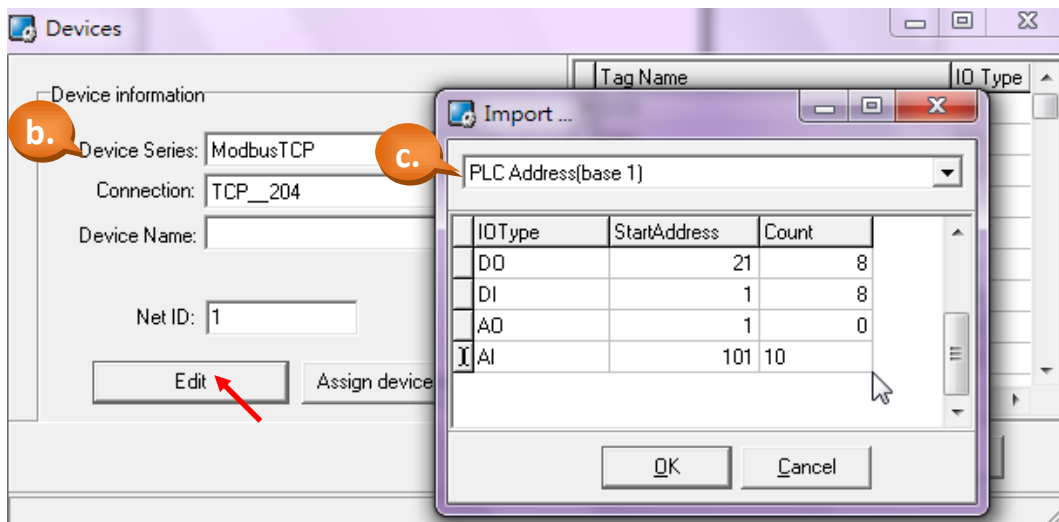 Devices
Tag Name IO Type
Device information
b.
Device Series: ModbusTCP
Connection: TCP__204
Device Name:
Net ID: 1
Edit Assign device
Import ...
c.
PLC Address(base 1)
IOType StartAddress Count
DO 21 8
DI 1 8
AO 1 0
AI 101 10
OK Cancel